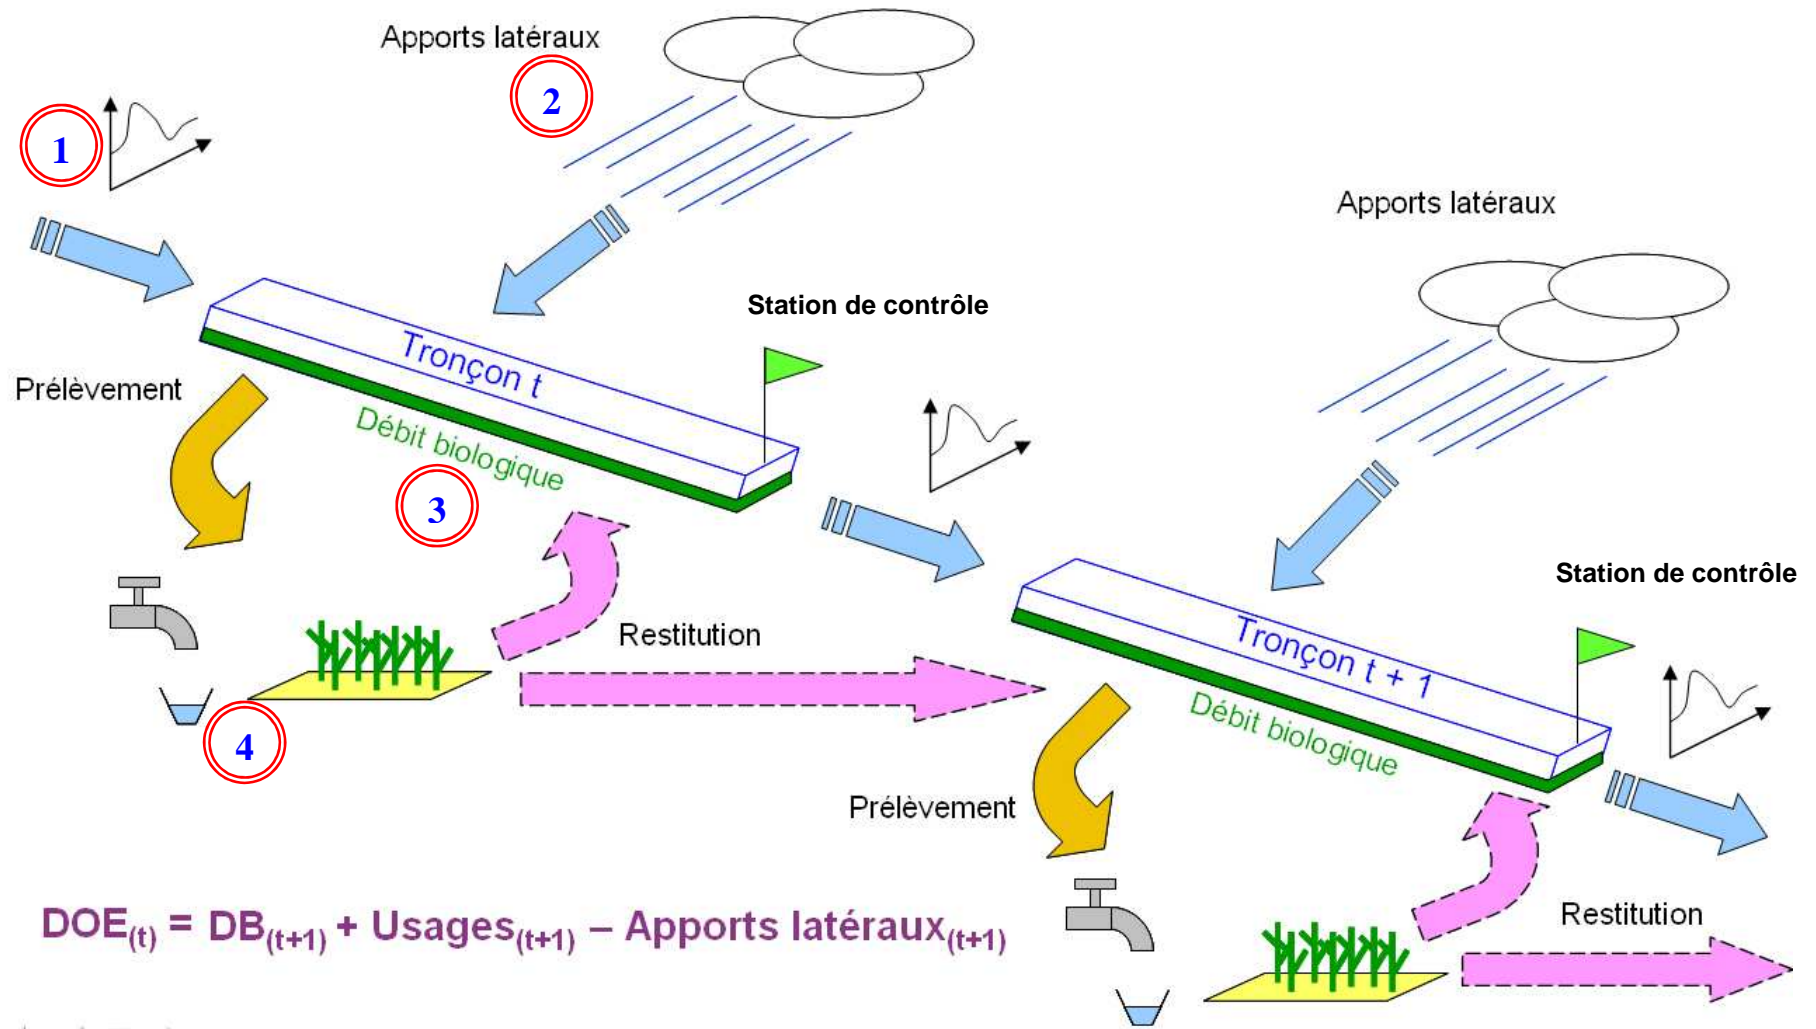 Apports latéraux
2
1
Apports latéraux
Station de contrôle
Tronçon t
Prélèvement
Débit biologique
3
Station de contrôle
Restitution
Tronçon t + 1
Débit biologique
4
Prélèvement
DOE(t) = DB(t+1) + Usages(t+1) – Apports latéraux(t+1)
Restitution